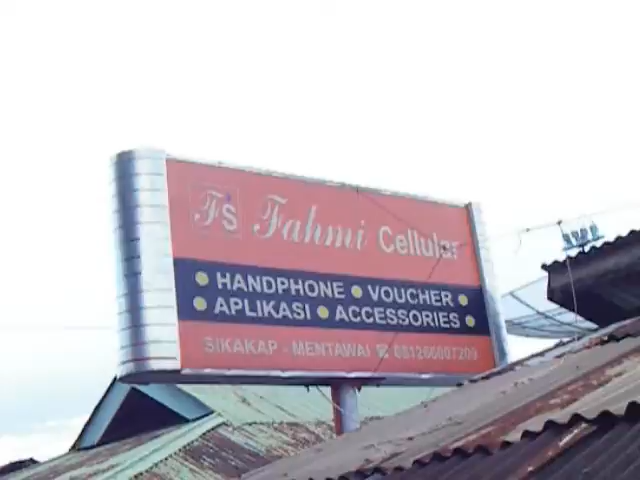 FS Fahmi Cellular
HANDPHONE • VOUCHER •
• APLIKASI • ACCESSORIES •
SIKAKAP - MENTAWAI